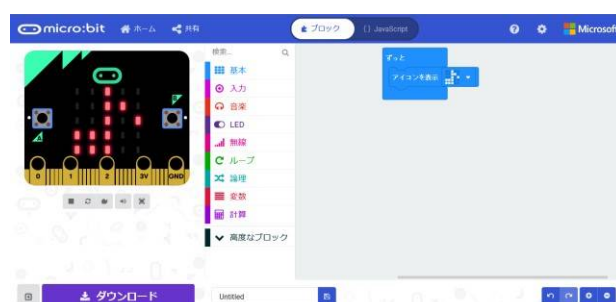 micro:bit ホーム 共有 ブロック {} JavaScript Microsoft
検索...
基本
入力
音楽
LED
無線
ループ
論理
変数
計算
高度なブロック
ずっと
アイコンを表示
A
B
0 1 2 3V GND
ダウンロード
Untitled